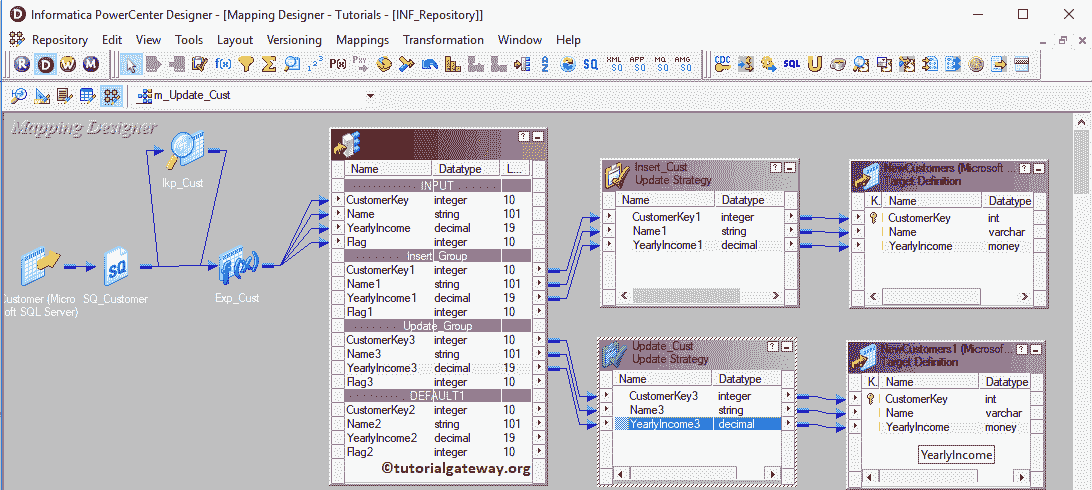 Informatica PowerCenter Designer - [Mapping Designer - Tutorials - [INF_Repository]]
Repository Edit View Tools Layout Versioning Mappings Transformation Window Help
m_Update_Cust
Mapping Designer
lkp_Cust
Customer (Micro
oft SQL Server)
SQ_Customer
Exp_Cust
Name Datatype L...
INPUT
CustomerKey integer 10
Name string 101
YearlyIncome decimal 19
Flag integer 10
Insert_Group
CustomerKey1 integer 10
Name1 string 101
YearlyIncome1 decimal 19
Flag1 integer 10
Update_Group
CustomerKey3 integer 10
Name3 string 101
YearlyIncome3 decimal 19
Flag3 integer 10
DEFAULT1
CustomerKey2 integer 10
Name2 string 101
YearlyIncome2 decimal 19
Flag2 integer 10
©tutorialgateway.org
Insert_Cust
Update Strategy
Name Datatype
CustomerKey1 integer
Name1 string
YearlyIncome1 decimal
NewCustomers (Microsoft ...
Target Definition
K. Name Datatype
CustomerKey int
Name varchar
YearlyIncome money
Update_Cust
Update Strategy
Name Datatype
CustomerKey3 integer
Name3 string
YearlyIncome3 decimal
NewCustomers1 (Microsoft...
Target Definition
K. Name Datatype
CustomerKey int
Name varchar
YearlyIncome money
YearlyIncome